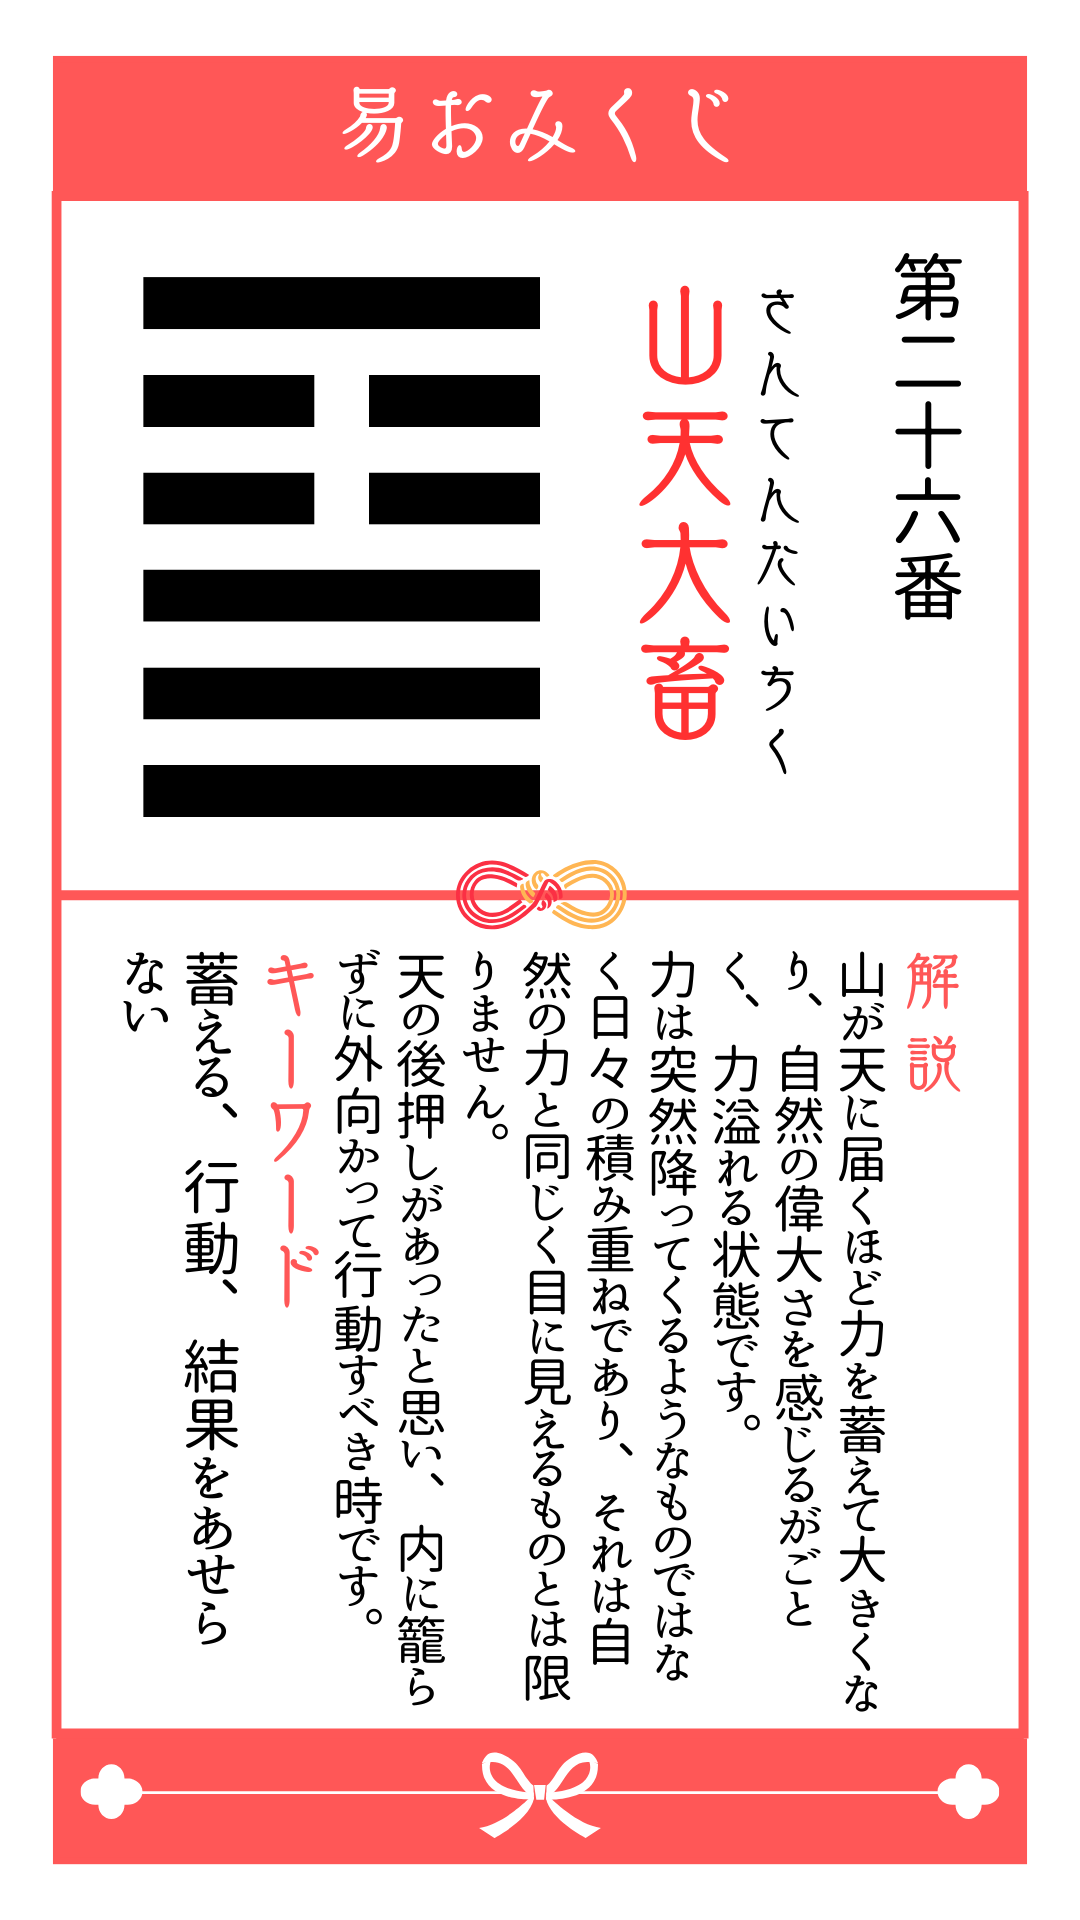 易おみくじ
第二十六番
さんてんたいちく
山天大畜
解説
山が天に届くほど力を蓄えて大きくな
り、自然の偉大さを感じるがごと
く、力溢れる状態です。
力は突然降ってくるようなものではな
く日々の積み重ねであり、それは自
然の力と同じく目に見えるものとは限
りません。
天の後押しがあったと思い、内に籠ら
ずに外向かって行動すべき時です。
キーワード
蓄える、行動、結果をあせら
ない